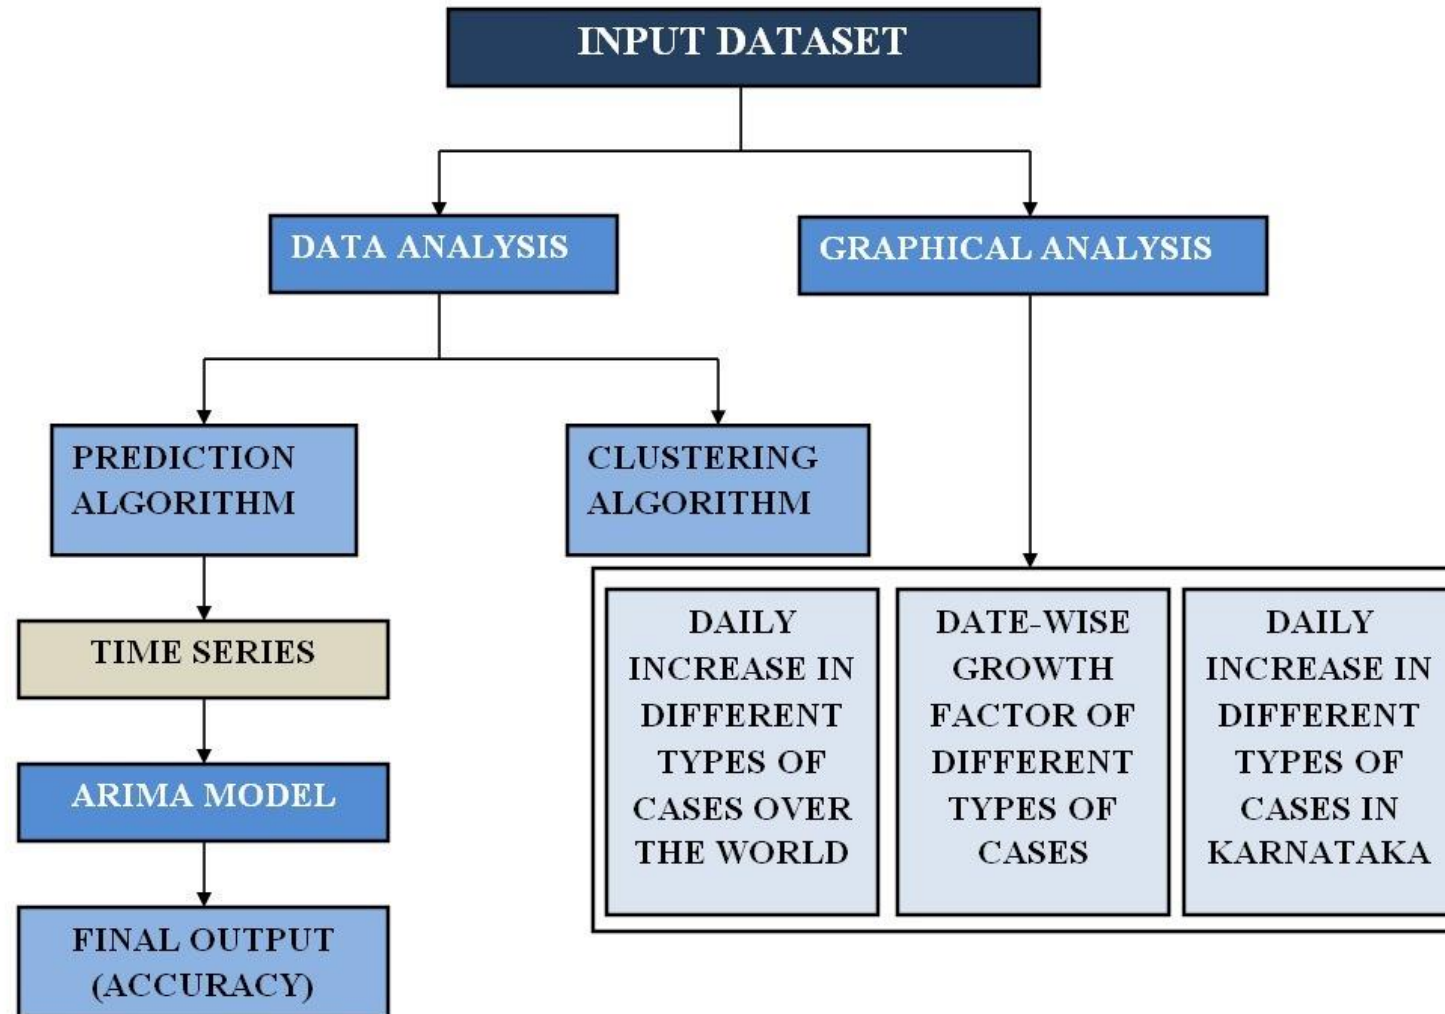 INPUT DATASET
DATA ANALYSIS
GRAPHICAL ANALYSIS
PREDICTION
ALGORITHM
CLUSTERING
ALGORITHM
TIME SERIES
ARIMA MODEL
FINAL OUTPUT
(ACCURACY)
DAILY
INCREASE IN
DIFFERENT
TYPES OF
CASES OVER
THE WORLD
DATE-WISE
GROWTH
FACTOR OF
DIFFERENT
TYPES OF
CASES
DAILY
INCREASE IN
DIFFERENT
TYPES OF
CASES IN
KARNATAKA